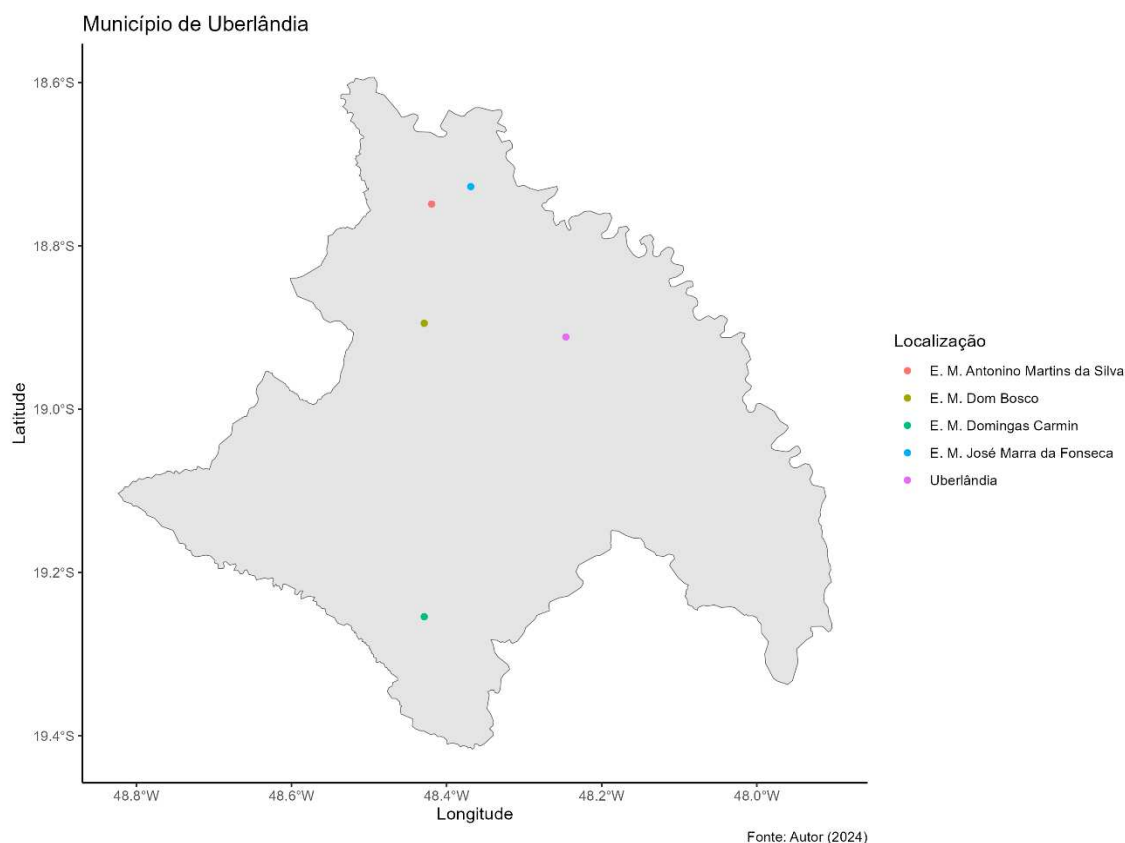 Município de Uberlândia
18.6°S
18.8°S
19.0°S
19.2°S
19.4°S
Latitude
48.8°W
48.6°W
48.4°W
48.2°W
48.0°W
Longitude
Localização
E. M. Antonino Martins da Silva
E. M. Dom Bosco
E. M. Domingas Carmin
E. M. José Marra da Fonseca
Uberlândia
Fonte: Autor (2024)